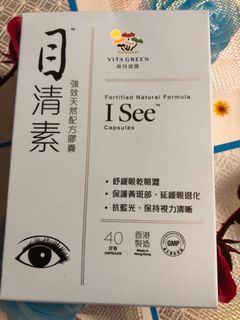 VITAGREEN
維特健靈
目清素™
強效天然配方膠囊
Fortified Natural Formula
I See™
Capsules
• 舒緩眼乾眼澀
• 保護黃斑部、延緩眼退化
• 抗藍光、保持視力清晰
40
膠囊
CAPSULES
香港
製造
Made in
Hong Kong
GMP